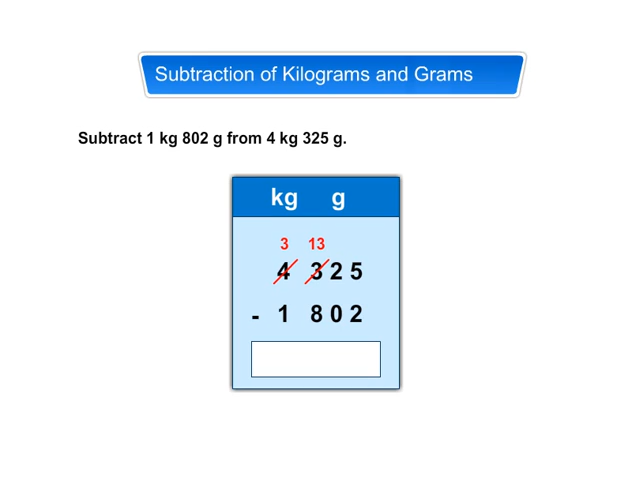 Subtraction of Kilograms and Grams
Subtract 1 kg 802 g from 4 kg 325 g.
kg g
3 13
4 3 2 5
- 1 8 0 2